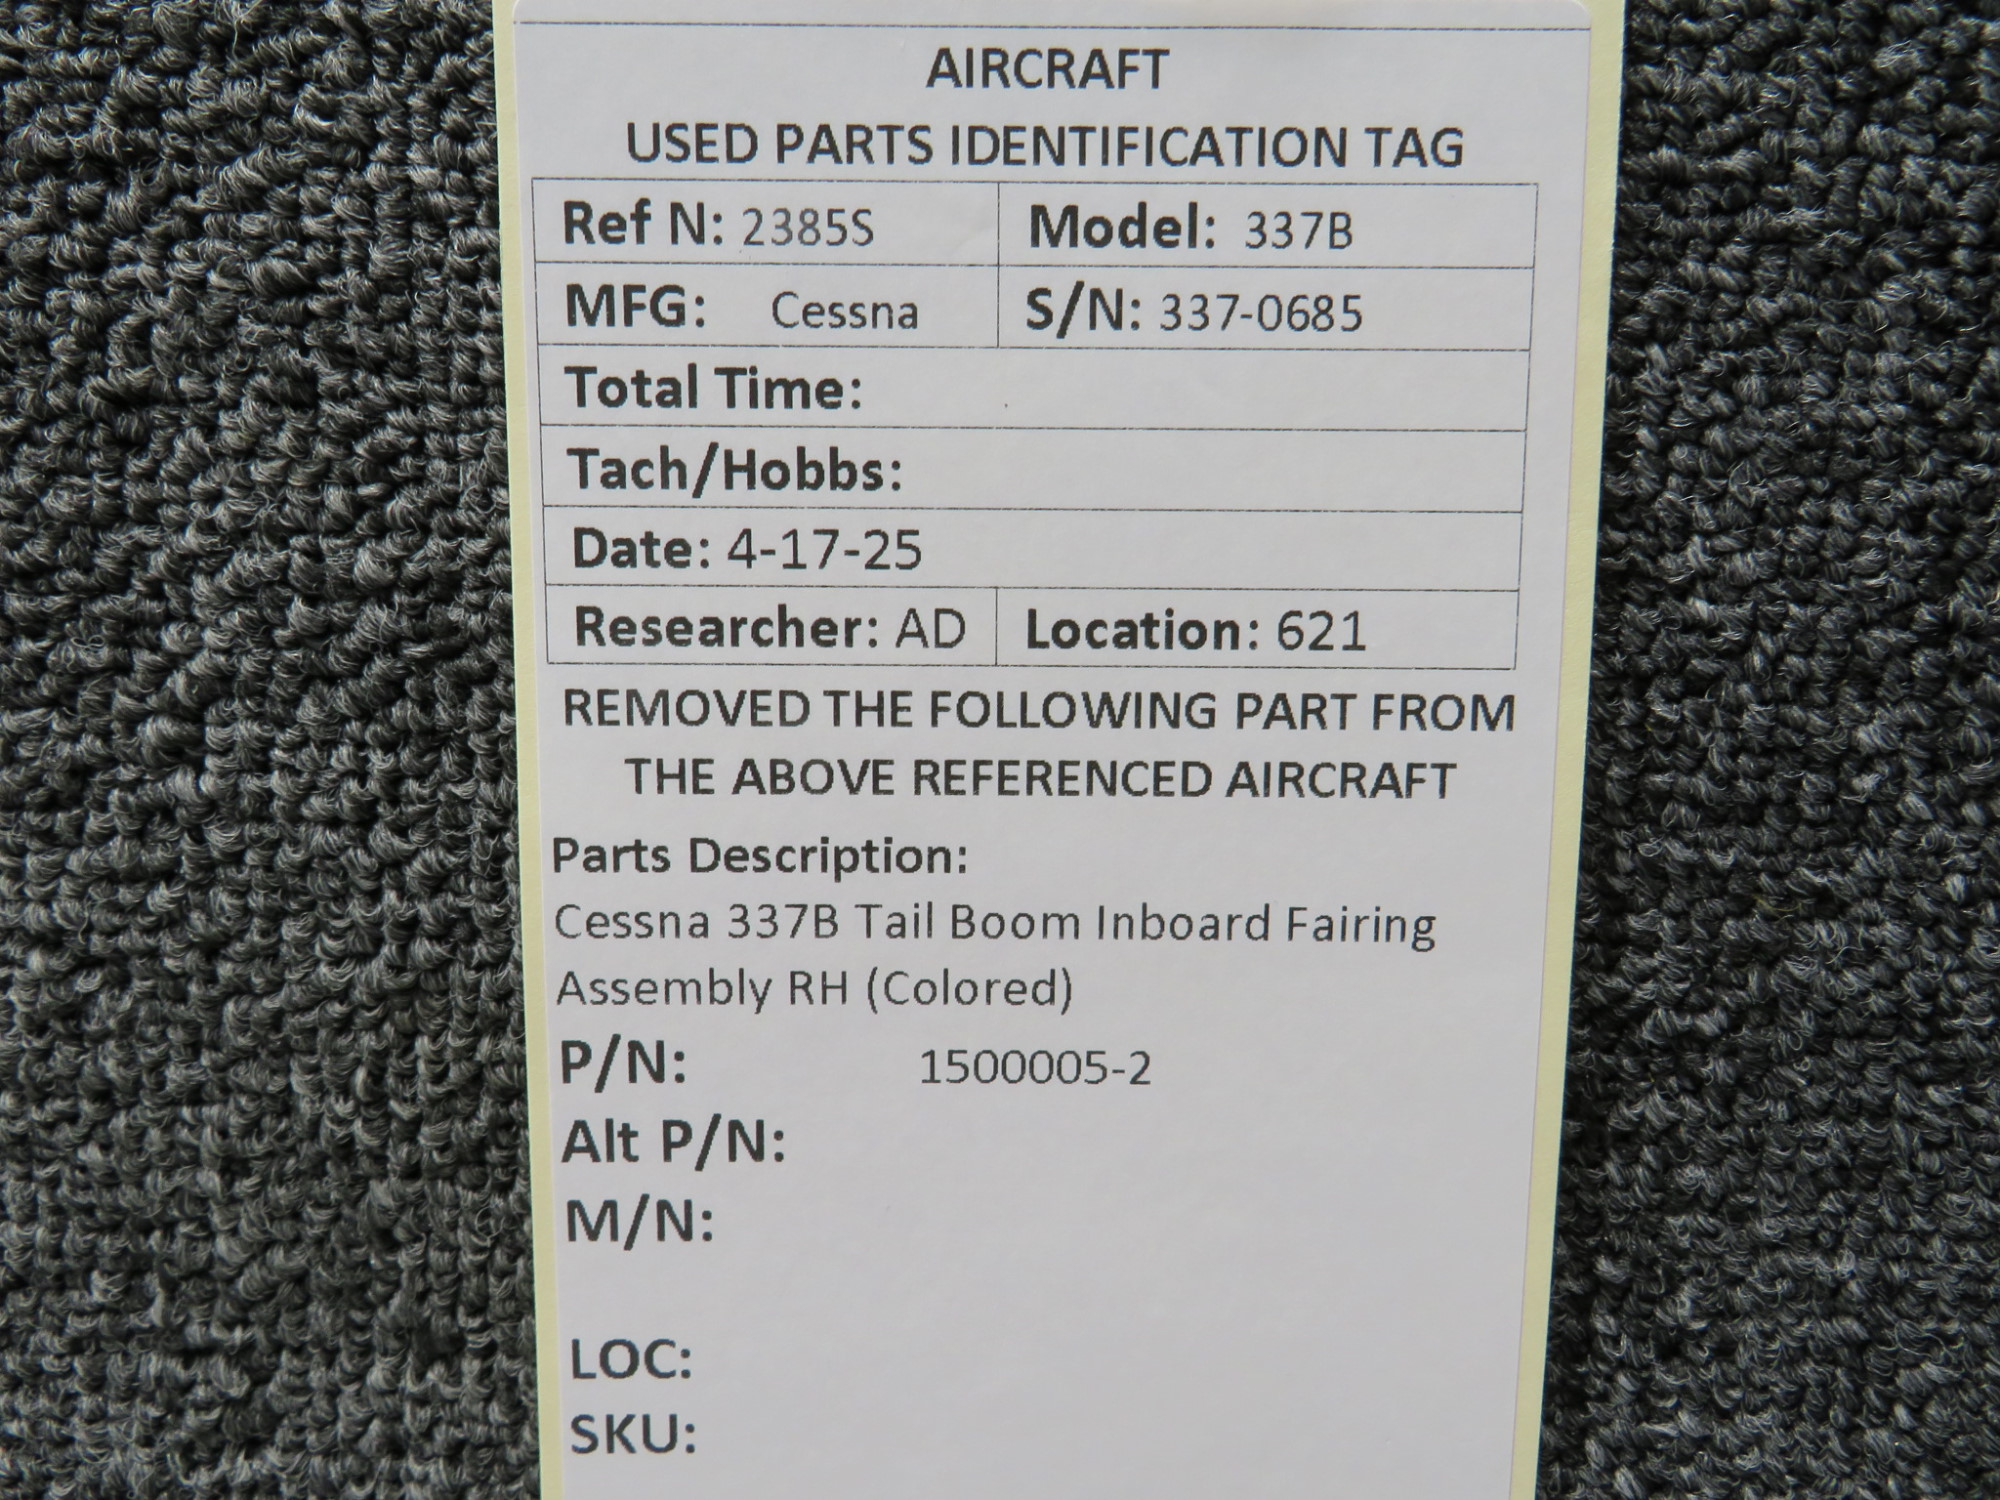 AIRCRAFT
USED PARTS IDENTIFICATION TAG
Ref N: 2385S Model: 337B
MFG: Cessna S/N: 337-0685
Total Time:
Tach/Hobbs:
Date: 4-17-25
Researcher: AD Location: 621
REMOVED THE FOLLOWING PART FROM
THE ABOVE REFERENCED AIRCRAFT
Parts Description:
Cessna 337B Tail Boom Inboard Fairing
Assembly RH (Colored)
P/N: 1500005-2
Alt P/N:
M/N:
LOC:
SKU: